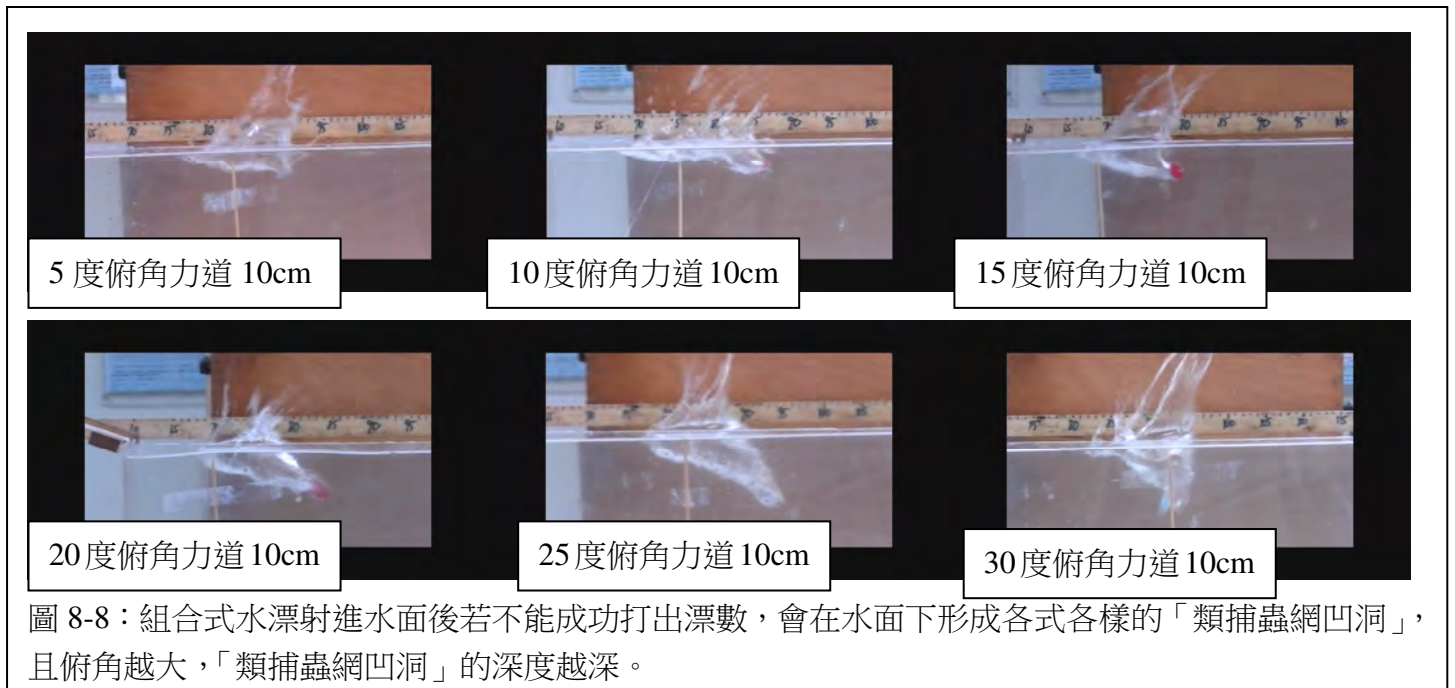 5 度俯角力道 10cm
10度俯角力道10cm
15度俯角力道10cm
20度俯角力道10cm
25度俯角力道10cm
30度俯角力道10cm
圖 8-8：組合式水漂射進水面後若不能成功打出漂數，會在水面下形成各式各樣的「類捕蟲網凹洞」，
且俯角越大，「類捕蟲網凹洞」的深度越深。